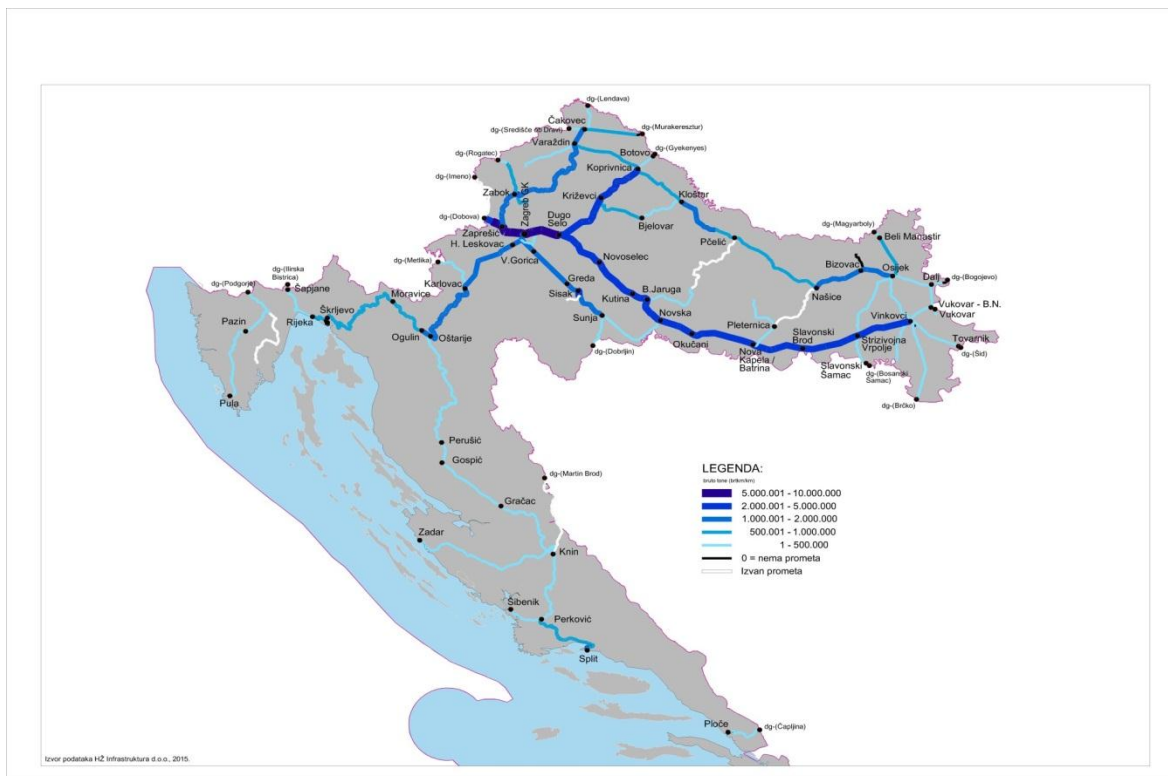 dg-(Lendava)
Čakovec
dg-(Središče ob Dravi)
dg-(Murakeresztur)
Varaždin
Botovo
dg-(Gyekenyes)
dg-(Rogatec)
Koprivnica
dg-(Imeno)
Zabok
Zagreb GK
Križevci
Kloštar
dg-(Dobova)
Dugo
Selo
Bjelovar
dg-(Magyarboly)
Zaprešić
H. Leskovac
Pčelić
Beli Manastir
dg-(Metlika)
V.Gorica
Novoselec
Bizovac
Osijek
dg-(Ilirska
Bistrica)
Dalj
dg-(Bogojevo)
dg-(Podgorje)
Šapjane
Karlovac
Greda
Sisak
Kutina
B.Jaruga
Našice
Moravice
Vukovar - B.N.
Vukovar
Škrljevo
Rijeka
Pazin
Sunja
Novska
Pleternica
Vinkovci
Ogulin
Oštarije
Okučani
Slavonski
Brod
Strizivojna
Vrpolje
Tovarnik
dg-(Šid)
dg-(Dobrljin)
Nova
Kapela /
Batrina
Slavonski
Šamac
dg-(Bosanski
Šamac)
Pula
dg-(Brčko)
Perušić
Gospić
dg-(Martin Brod)
LEGENDA:
bruto tone (brtkm/km)
5.000.001 - 10.000.000
2.000.001 - 5.000.000
1.000.001 - 2.000.000
500.001 - 1.000.000
1 - 500.000
0 = nema prometa
Izvan prometa
Gračac
Zadar
Knin
Šibenik
Perković
Split
Ploče
dg-(Čapljina)
Izvor podataka HŽ Infrastruktura d.o.o., 2015.